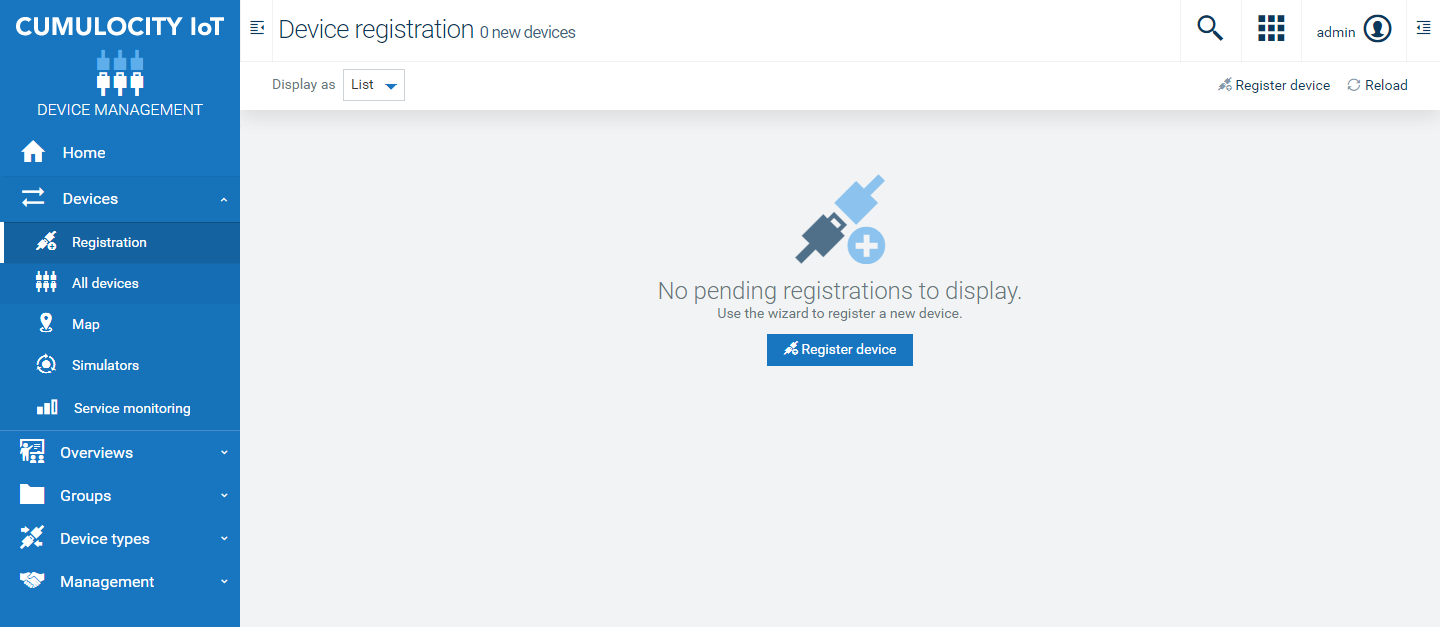 CUMULOCITY IoT
DEVICE MANAGEMENT
Home
Devices
Registration
All devices
Map
Simulators
Service monitoring
Overviews
Groups
Device types
Management
Device registration 0 new devices
admin
Display as List
Register device Reload
No pending registrations to display.
Use the wizard to register a new device.
Register device